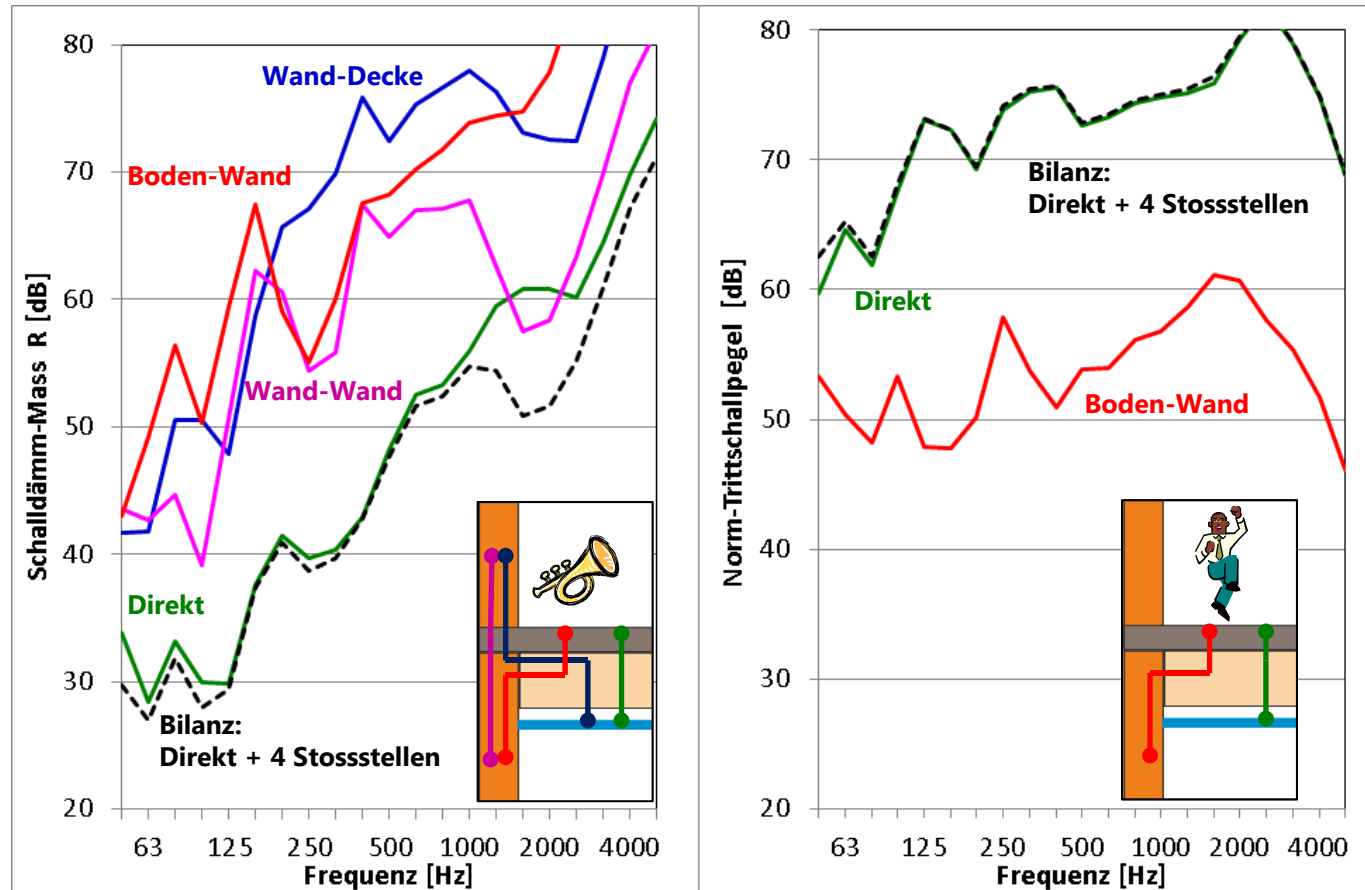 80
70
60
50
40
30
20
Schalldämm-Mass R [dB]
Wand-Decke
Boden-Wand
Wand-Wand
Direkt
Bilanz:
Direkt + 4 Stossstellen
63 125 250 500 1000 2000 4000
Frequenz [Hz]
80
70
60
50
40
30
20
Norm-Trittschallpegel [dB]
Bilanz:
Direkt + 4 Stossstellen
Direkt
Boden-Wand
63 125 250 500 1000 2000 4000
Frequenz [Hz]